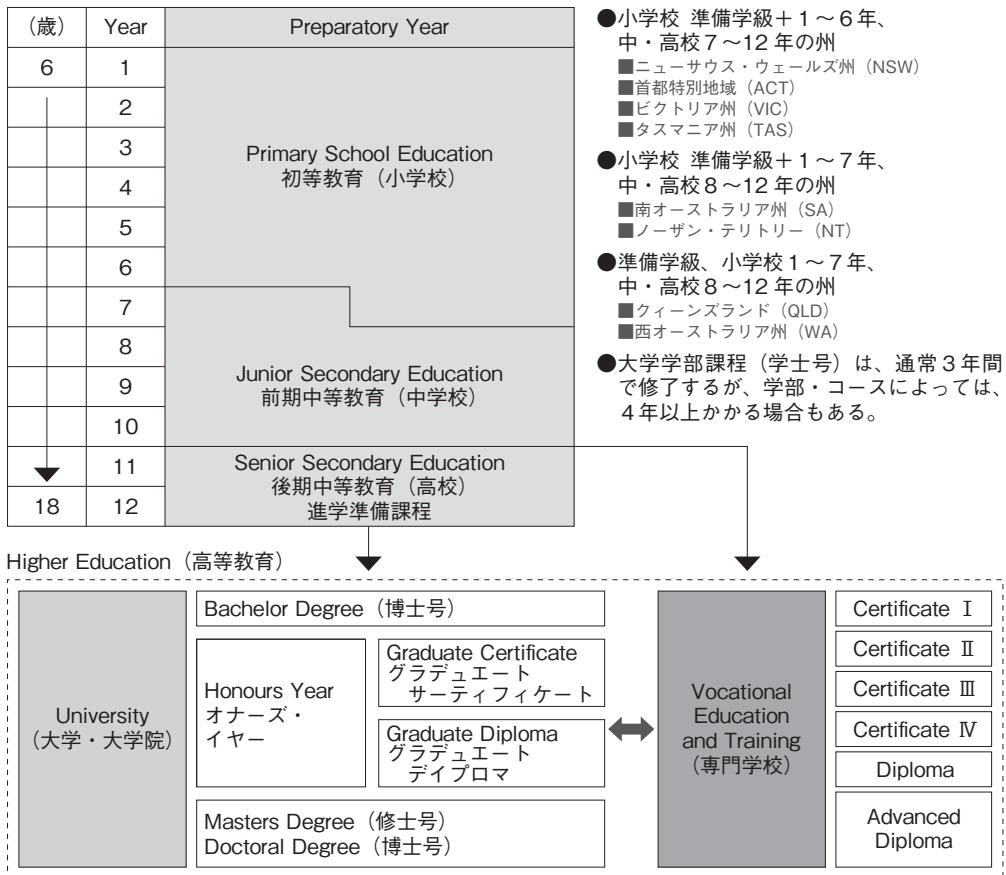 （歳） Year Preparatory Year
6 1
2
3
4
5
6
7
8
9
10
11
18 12
Primary School Education
初等教育（小学校）
Junior Secondary Education
前期中等教育（中学校）
Senior Secondary Education
後期中等教育（高校）
進学準備課程
●小学校 準備学級＋１～６年、
中・高校７～12 年の州
■ニューサウス・ウェールズ州（NSW）
■首都特別地域（ACT）
■ビクトリア州（VIC）
■タスマニア州（TAS）
●小学校 準備学級＋１～７年、
中・高校８～12 年の州
■南オーストラリア州（SA）
■ノーザン・テリトリー（NT）
●準備学級、小学校１～７年、
中・高校８～12 年の州
■クィーンズランド（QLD）
■西オーストラリア州（WA）
●大学学部課程（学士号）は、通常３年間
で修了するが、学部・コースによっては、
４年以上かかる場合もある。
Higher Education（高等教育）
University
（大学・大学院）
Bachelor Degree（博士号）
Honours Year
オナーズ・
イヤー
Graduate Certificate
グラデュエート
サーティフィケート
Graduate Diploma
グラデュエート
デイプロマ
Masters Degree（修士号）
Doctoral Degree（博士号）
Vocational
Education
and Training
（専門学校）
Certificate Ⅰ
Certificate Ⅱ
Certificate Ⅲ
Certificate Ⅳ
Diploma
Advanced
Diploma